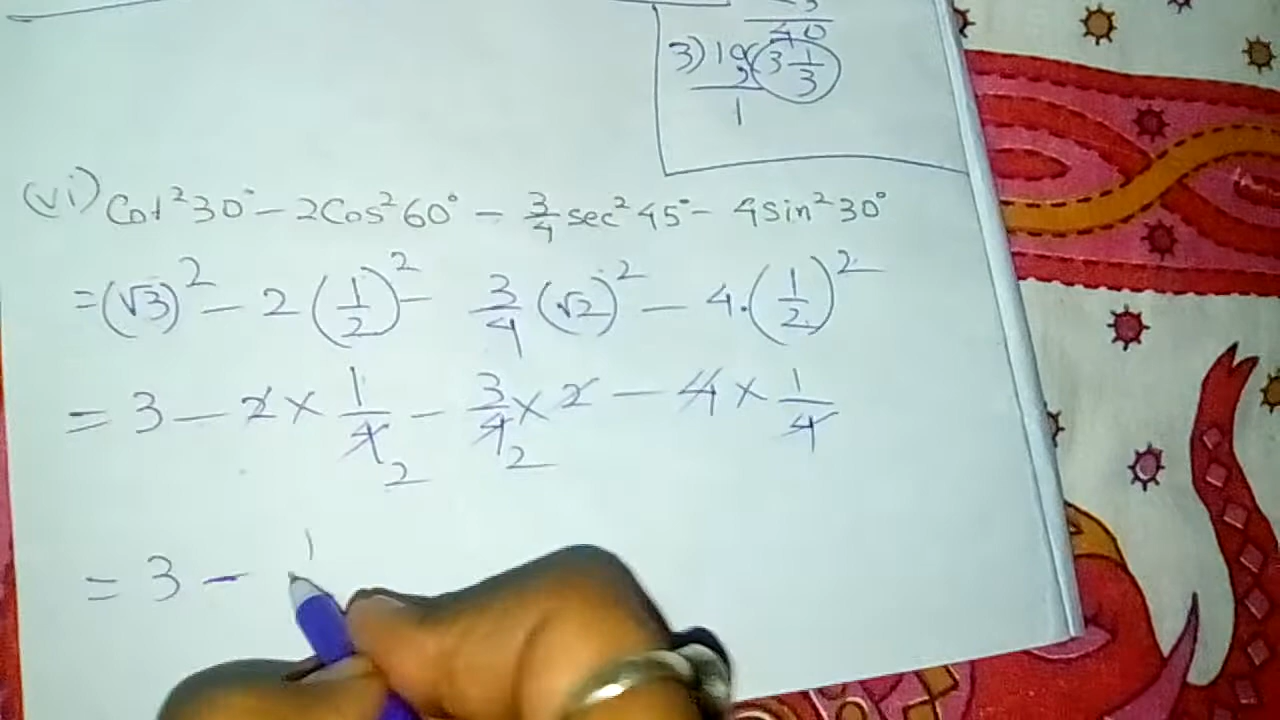 40
3)10(3 1/3
3
1
(vi) Cot²30° - 2Cos²60° - 3/4 sec²45° - 4sin²30°
= (√3)² - 2(1/2)² - 3/4(√2)² - 4.(1/2)²
= 3 - 2 × 1/4 - 3/4 × 2 - 4 × 1/4
2 2
= 3 - 1